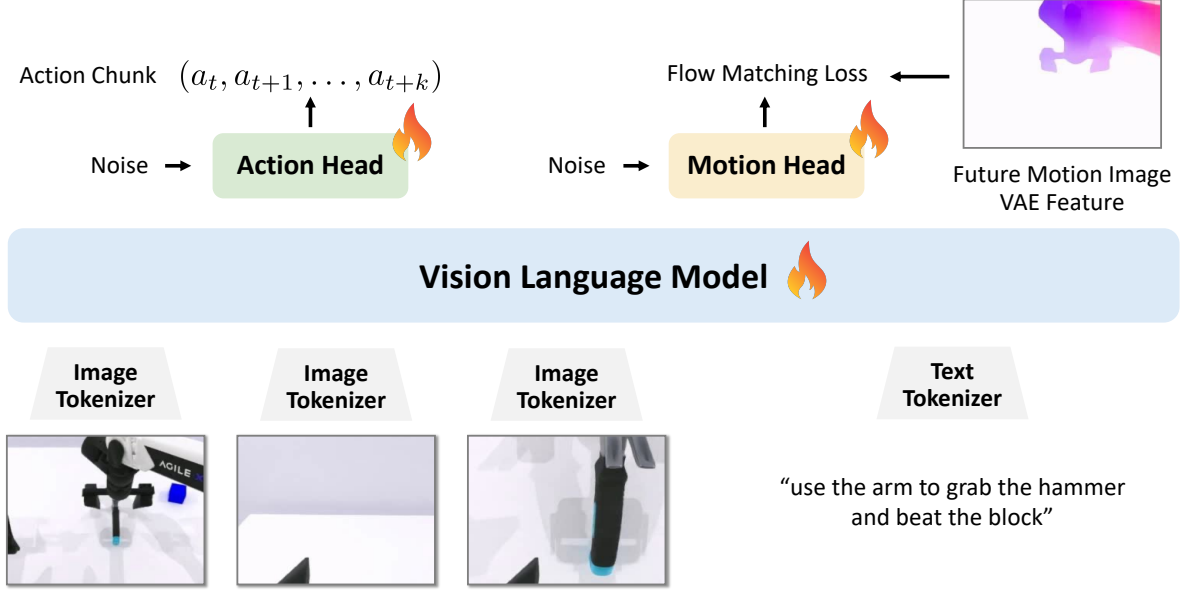 Action Chunk (a_t, a_{t+1}, . . . , a_{t+k})
Flow Matching Loss
Noise
Action Head
Noise
Motion Head
Future Motion Image
VAE Feature
Vision Language Model
Image
Tokenizer
Image
Tokenizer
Image
Tokenizer
Text
Tokenizer
AGILE
“use the arm to grab the hammer
and beat the block”